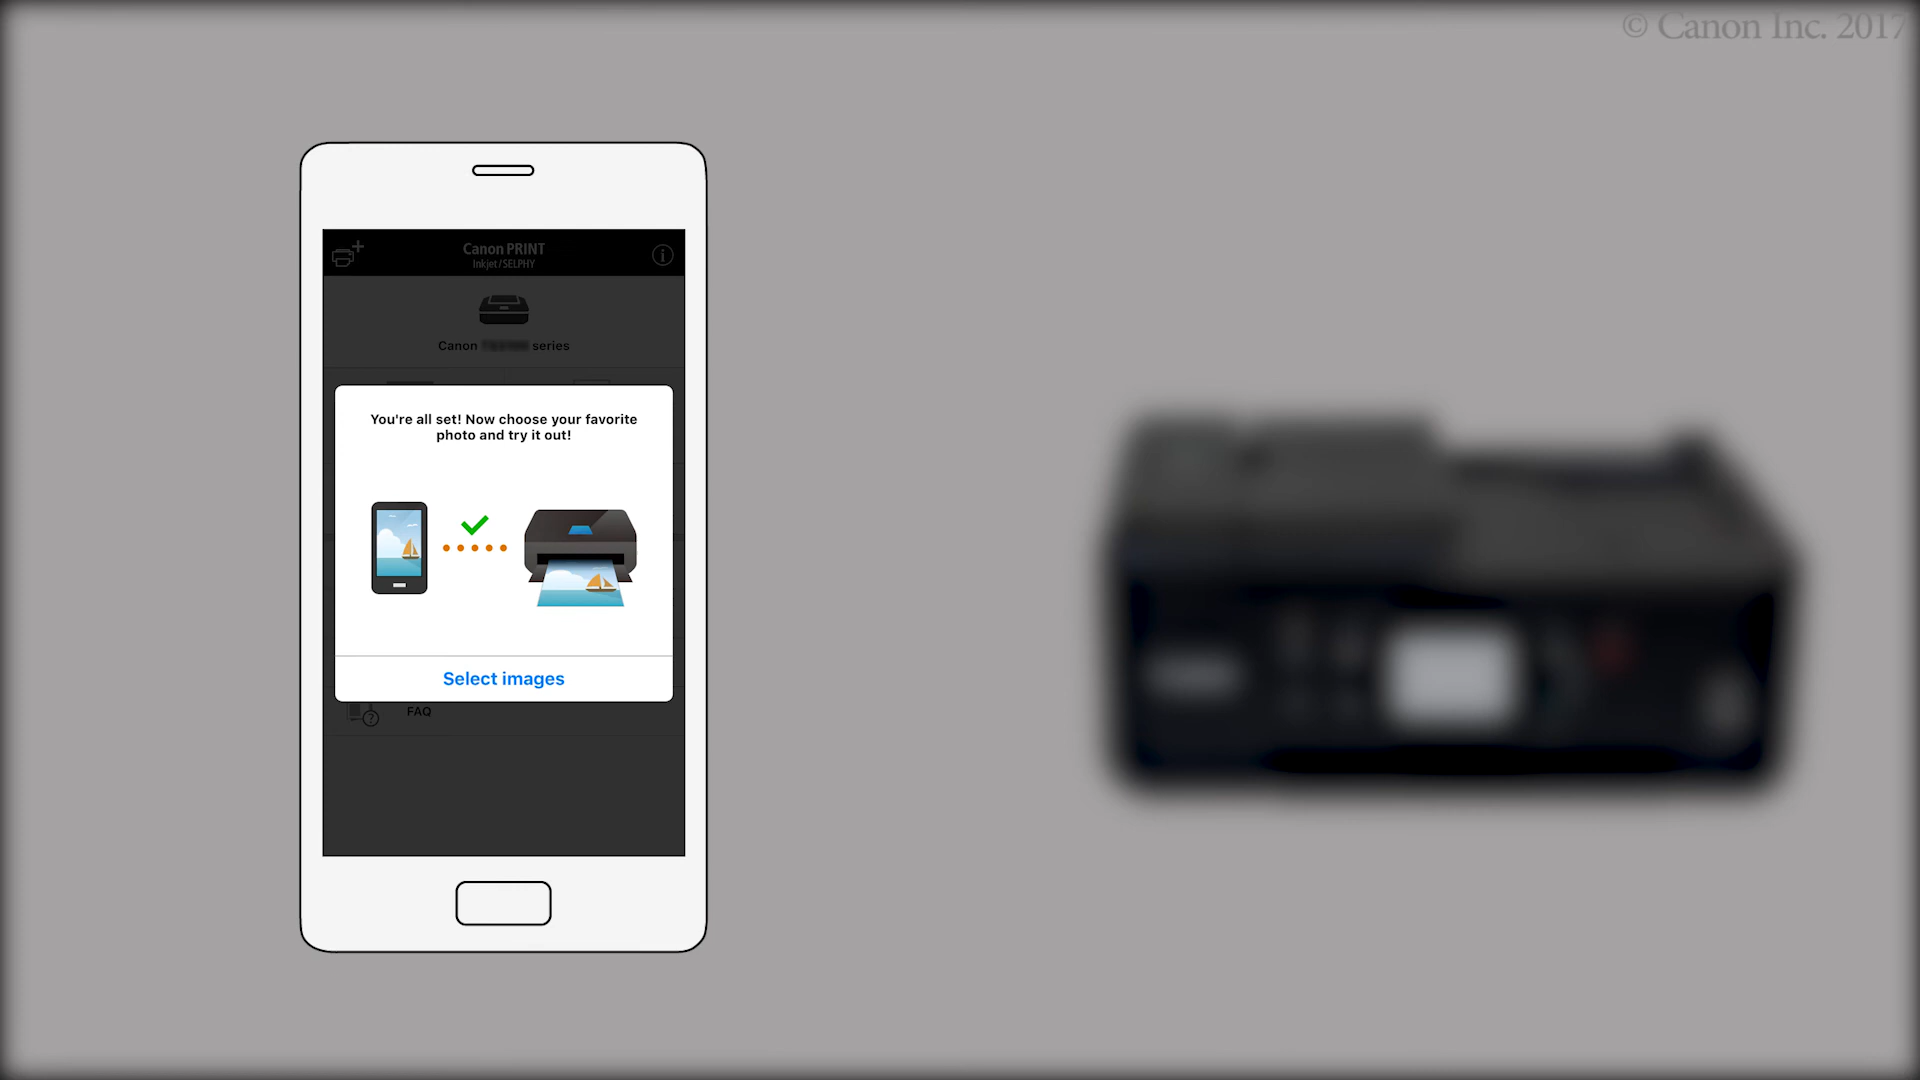 © Canon Inc. 2017
Canon PRINT
Inkjet/SELPHY
Canon series
You're all set! Now choose your favorite
photo and try it out!
Select images
FAQ